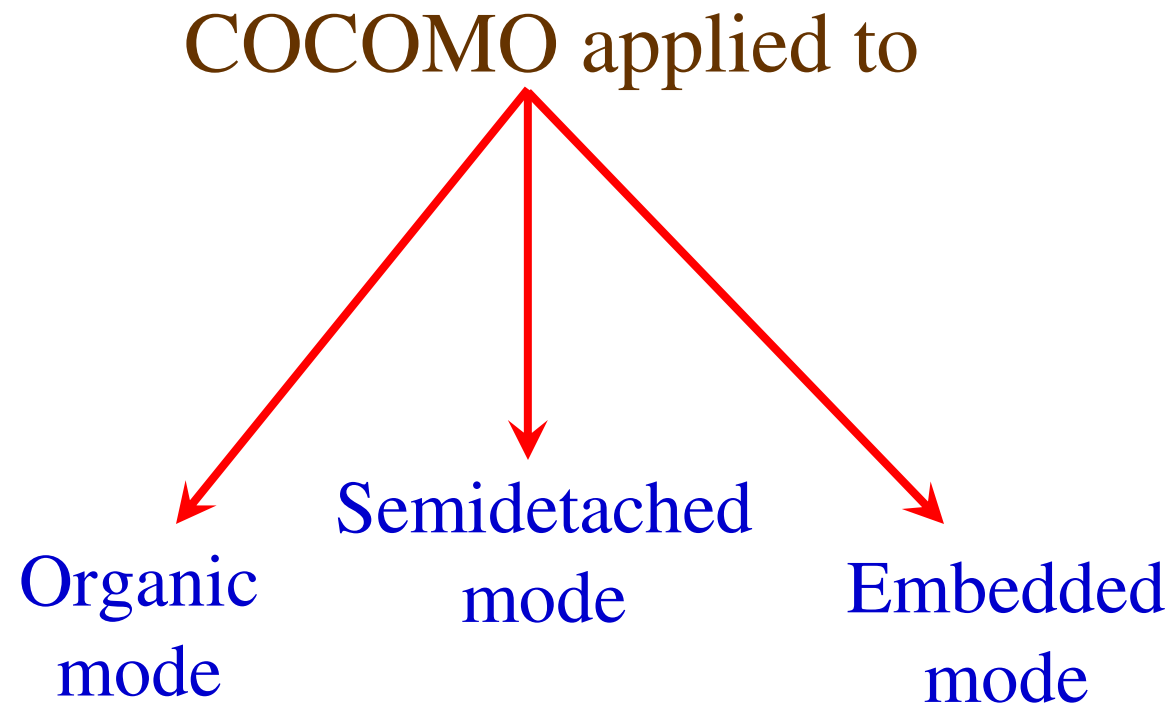 COCOMO applied to
Organic
mode
Semidetached
mode
Embedded
mode